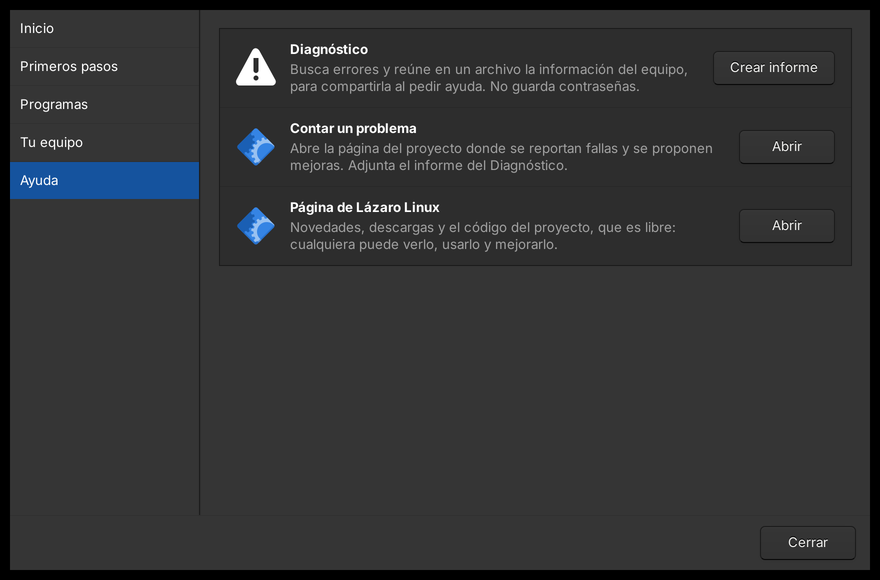 Inicio
Primeros pasos
Programas
Tu equipo
Ayuda
Diagnóstico
Busca errores y reúne en un archivo la información del equipo,
para compartirla al pedir ayuda. No guarda contraseñas.
Crear informe
Contar un problema
Abre la página del proyecto donde se reportan fallas y se proponen
mejoras. Adjunta el informe del Diagnóstico.
Abrir
Página de Lázaro Linux
Novedades, descargas y el código del proyecto, que es libre:
cualquiera puede verlo, usarlo y mejorarlo.
Abrir
Cerrar